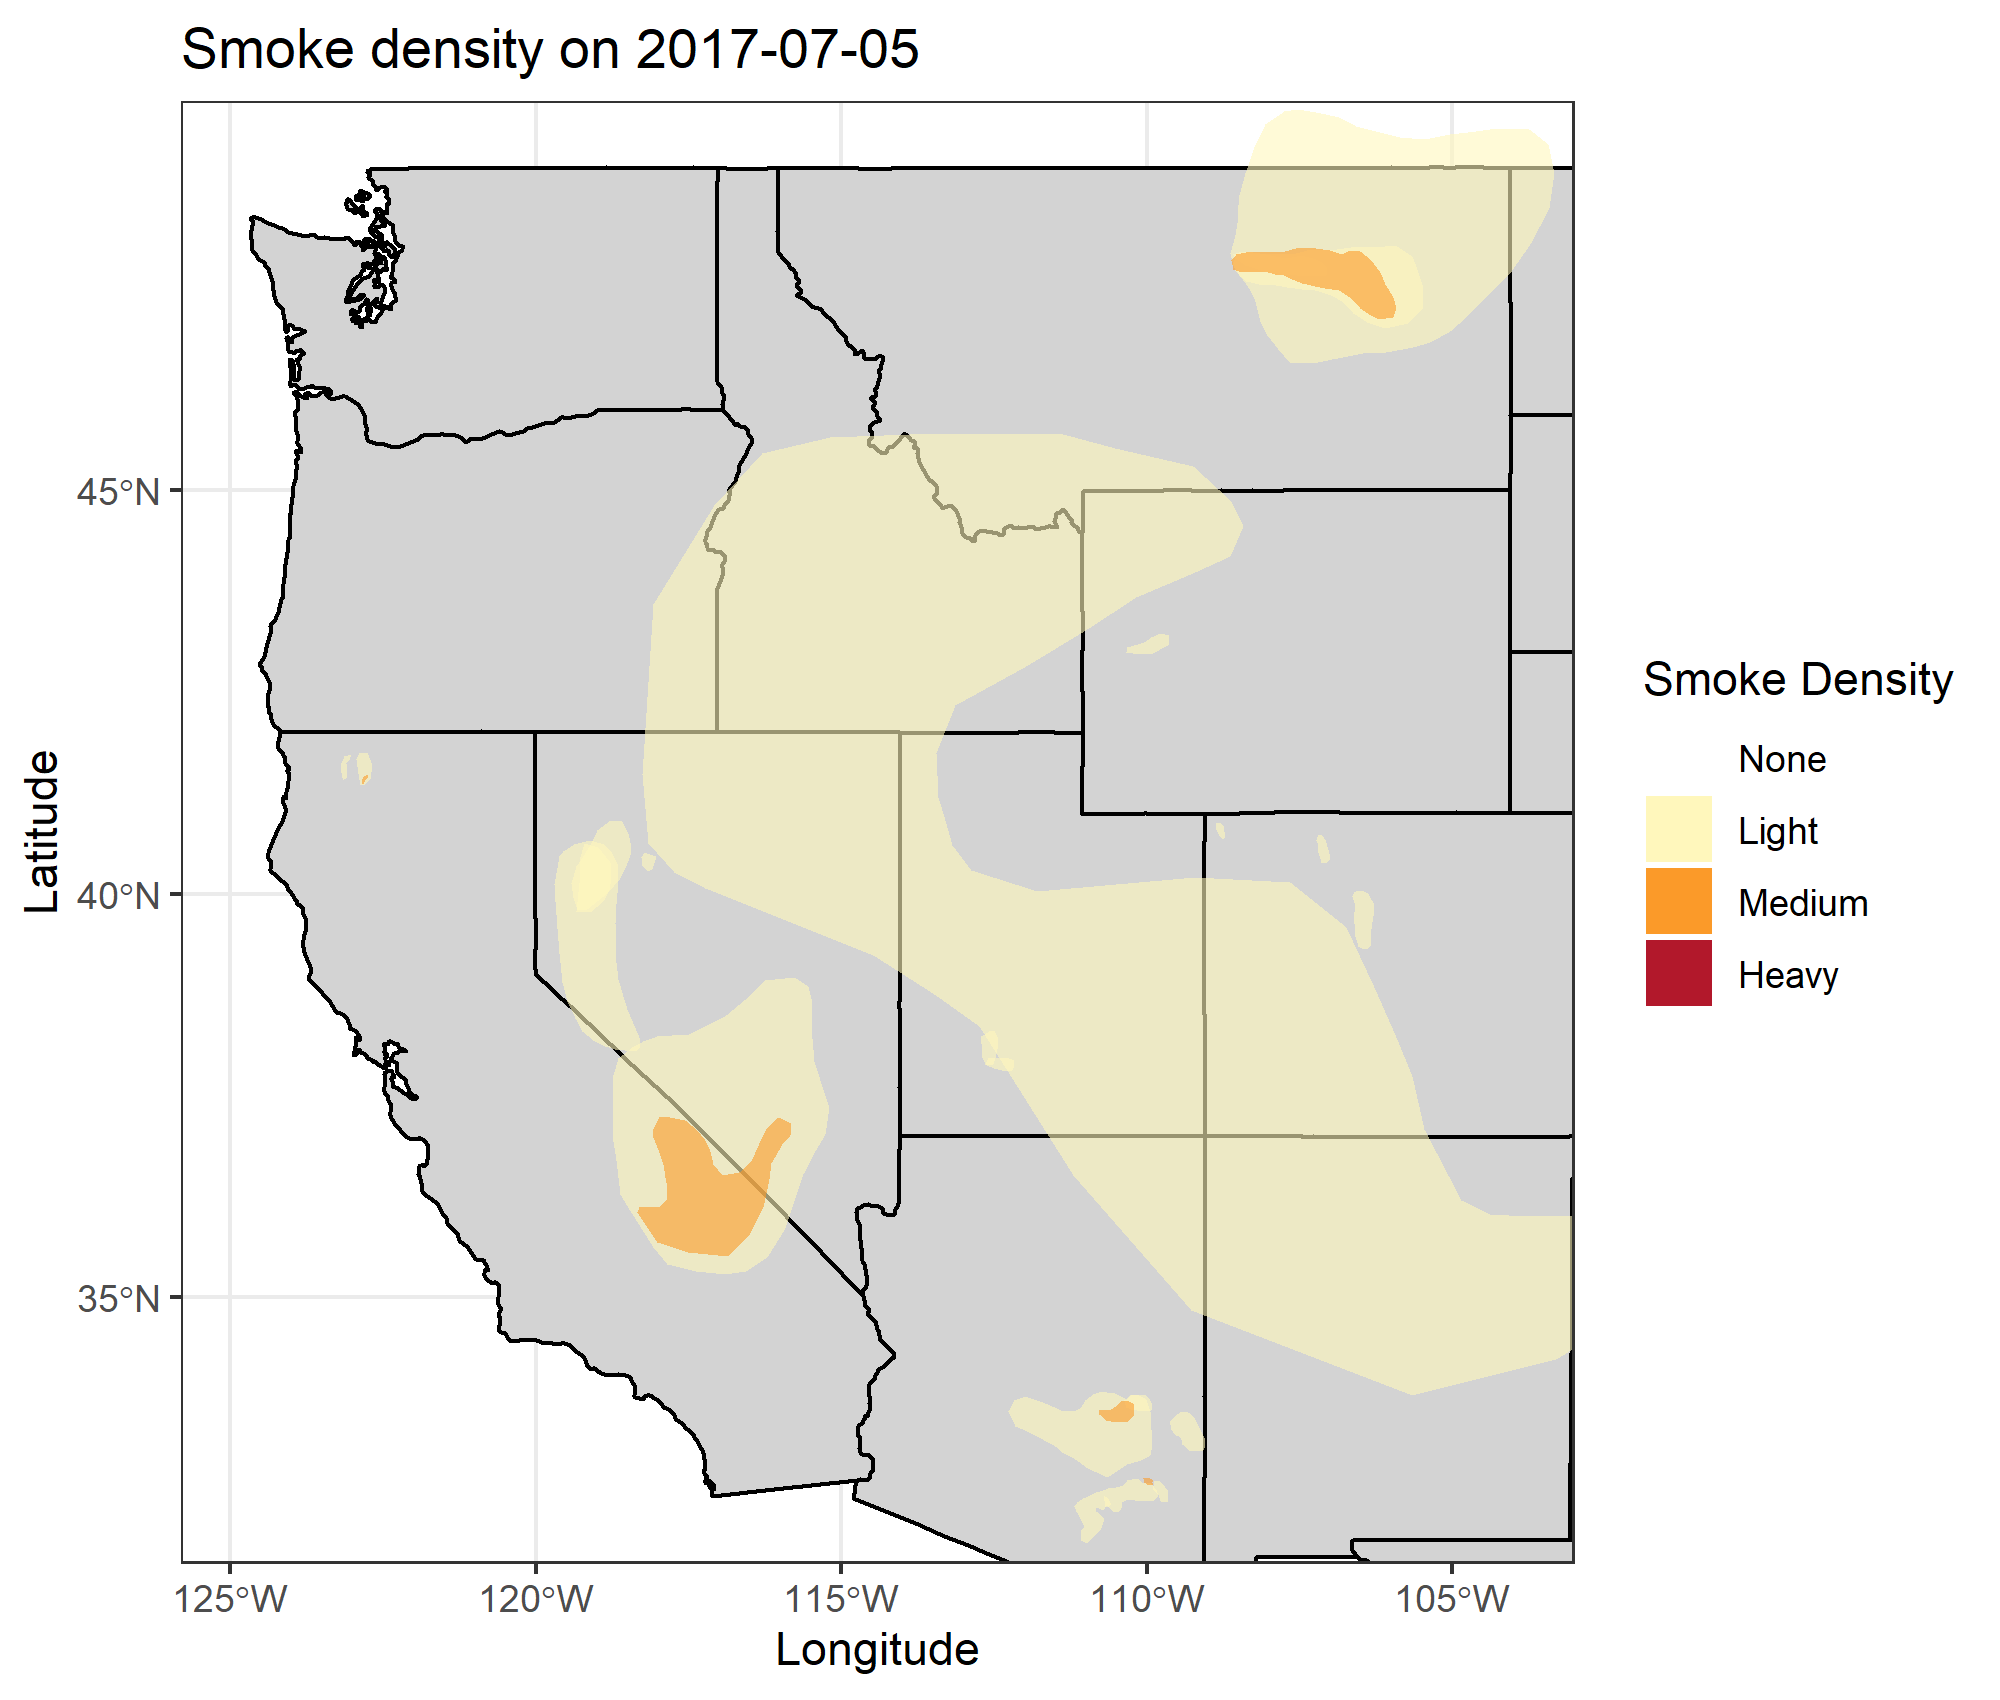 Smoke density on 2017-07-05
45°N
40°N
35°N
125°W
120°W
115°W
110°W
105°W
Longitude
Latitude
Smoke Density
None
Light
Medium
Heavy